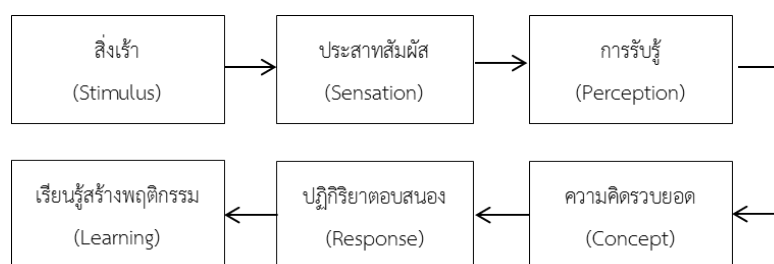 สิ่งเร้า
(Stimulus)
ประสาทสัมผัส
(Sensation)
การรับรู้
(Perception)
ความคิดรวบยอด
(Concept)
ปฏิกิริยาตอบสนอง
(Response)
เรียนรู้สร้างพฤติกรรม
(Learning)